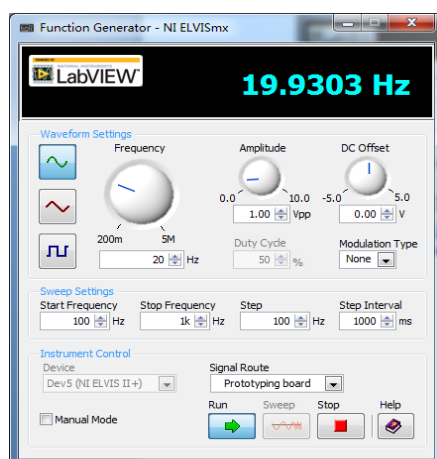 Function Generator - NI ELVISmx
LabVIEW
19.9303 Hz
Waveform Settings
Frequency
Amplitude
DC Offset
0.0 10.0
-5.0 5.0
1.00 Vpp
0.00 V
200m 5M
20 Hz
Duty Cycle
50 %
Modulation Type
None
Sweep Settings
Start Frequency
Stop Frequency
Step
Step Interval
100 Hz
1k Hz
100 Hz
1000 ms
Instrument Control
Device
Signal Route
Dev5 (NI ELVIS II+)
Prototyping board
Manual Mode
Run
Sweep
Stop
Help